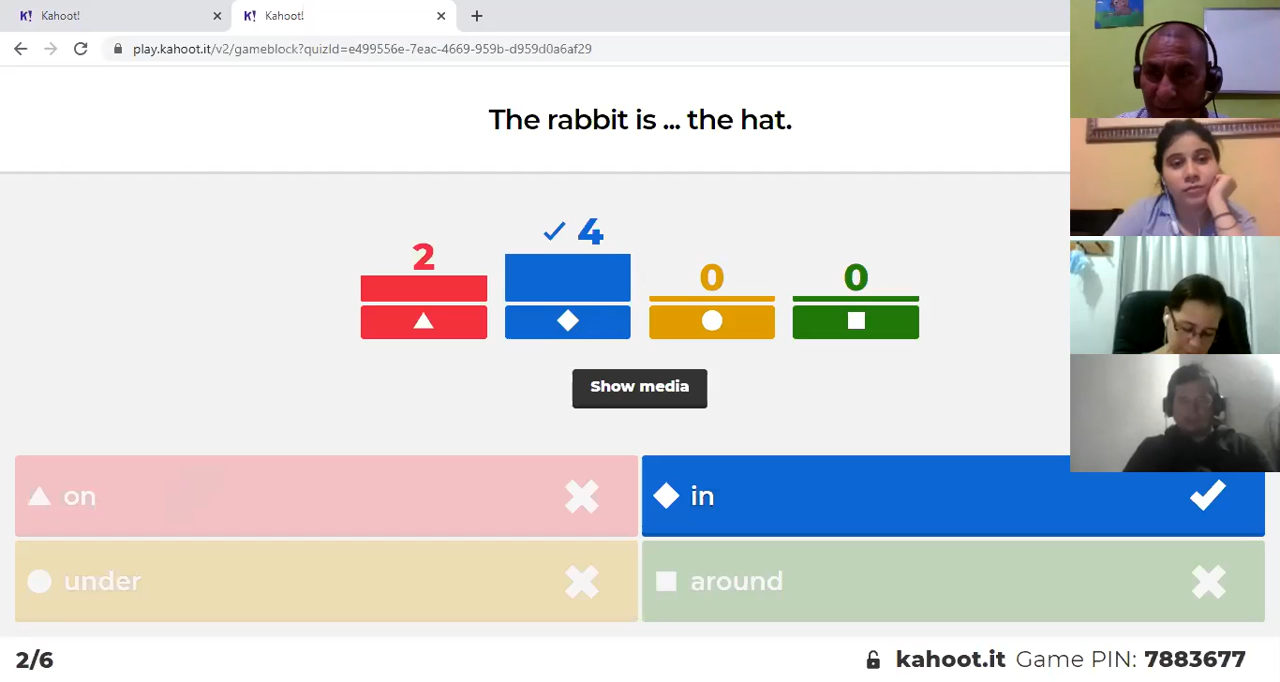 K! Kahoot!
K! Kahoot!
play.kahoot.it/v2/gameblock?quizId=e499556e-7eac-4669-959b-d959d0a6af29
The rabbit is ... the hat.
2
4
0
0
Show media
on
in
under
around
2/6
kahoot.it Game PIN: 7883677